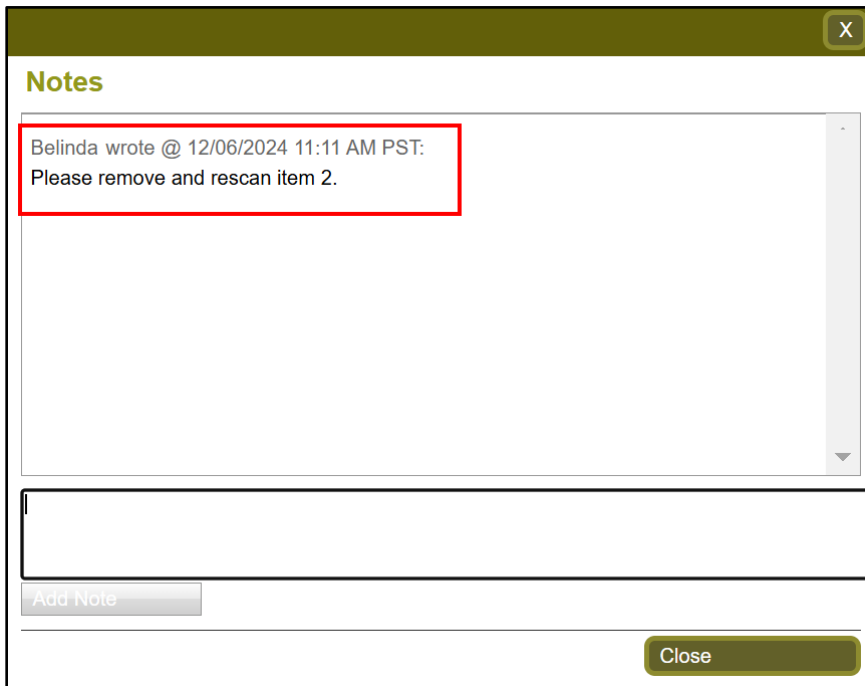 X
Notes
Belinda wrote @ 12/06/2024 11:11 AM PST:
Please remove and rescan item 2.
Add Note
Close